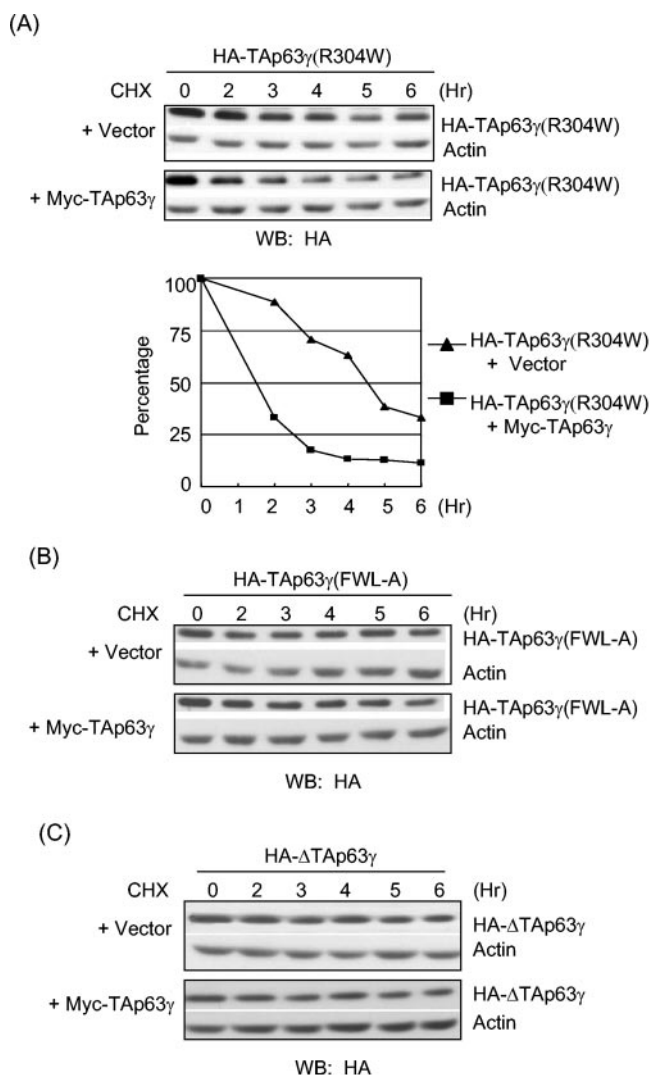 (A)
HA-TAp63γ(R304W)
CHX 0 2 3 4 5 6 (Hr)
+ Vector
HA-TAp63γ(R304W)
Actin
+ Myc-TAp63γ
HA-TAp63γ(R304W)
Actin
WB: HA
100
75
50
25
0
Percentage
0 1 2 3 4 5 6 (Hr)
HA-TAp63γ(R304W)
+ Vector
HA-TAp63γ(R304W)
+ Myc-TAp63γ
(B)
HA-TAp63γ(FWL-A)
CHX 0 2 3 4 5 6 (Hr)
+ Vector
HA-TAp63γ(FWL-A)
Actin
+ Myc-TAp63γ
HA-TAp63γ(FWL-A)
Actin
WB: HA
(C)
HA-ΔTAp63γ
CHX 0 2 3 4 5 6 (Hr)
+ Vector
HA-ΔTAp63γ
Actin
+ Myc-TAp63γ
HA-ΔTAp63γ
Actin
WB: HA